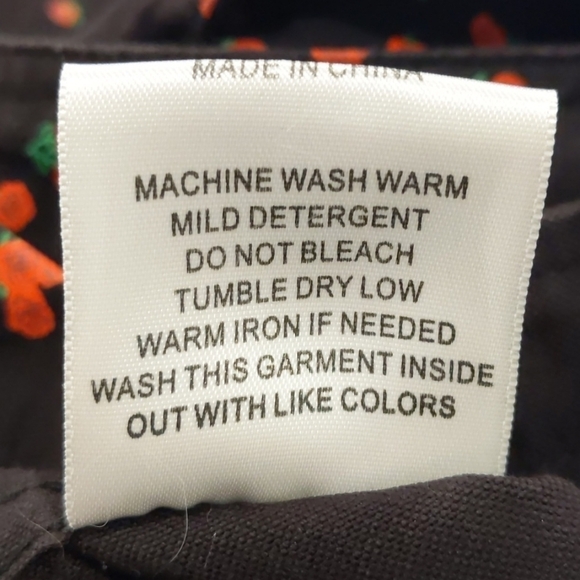 MADE IN CHINA
MACHINE WASH WARM
MILD DETERGENT
DO NOT BLEACH
TUMBLE DRY LOW
WARM IRON IF NEEDED
WASH THIS GARMENT INSIDE
OUT WITH LIKE COLORS